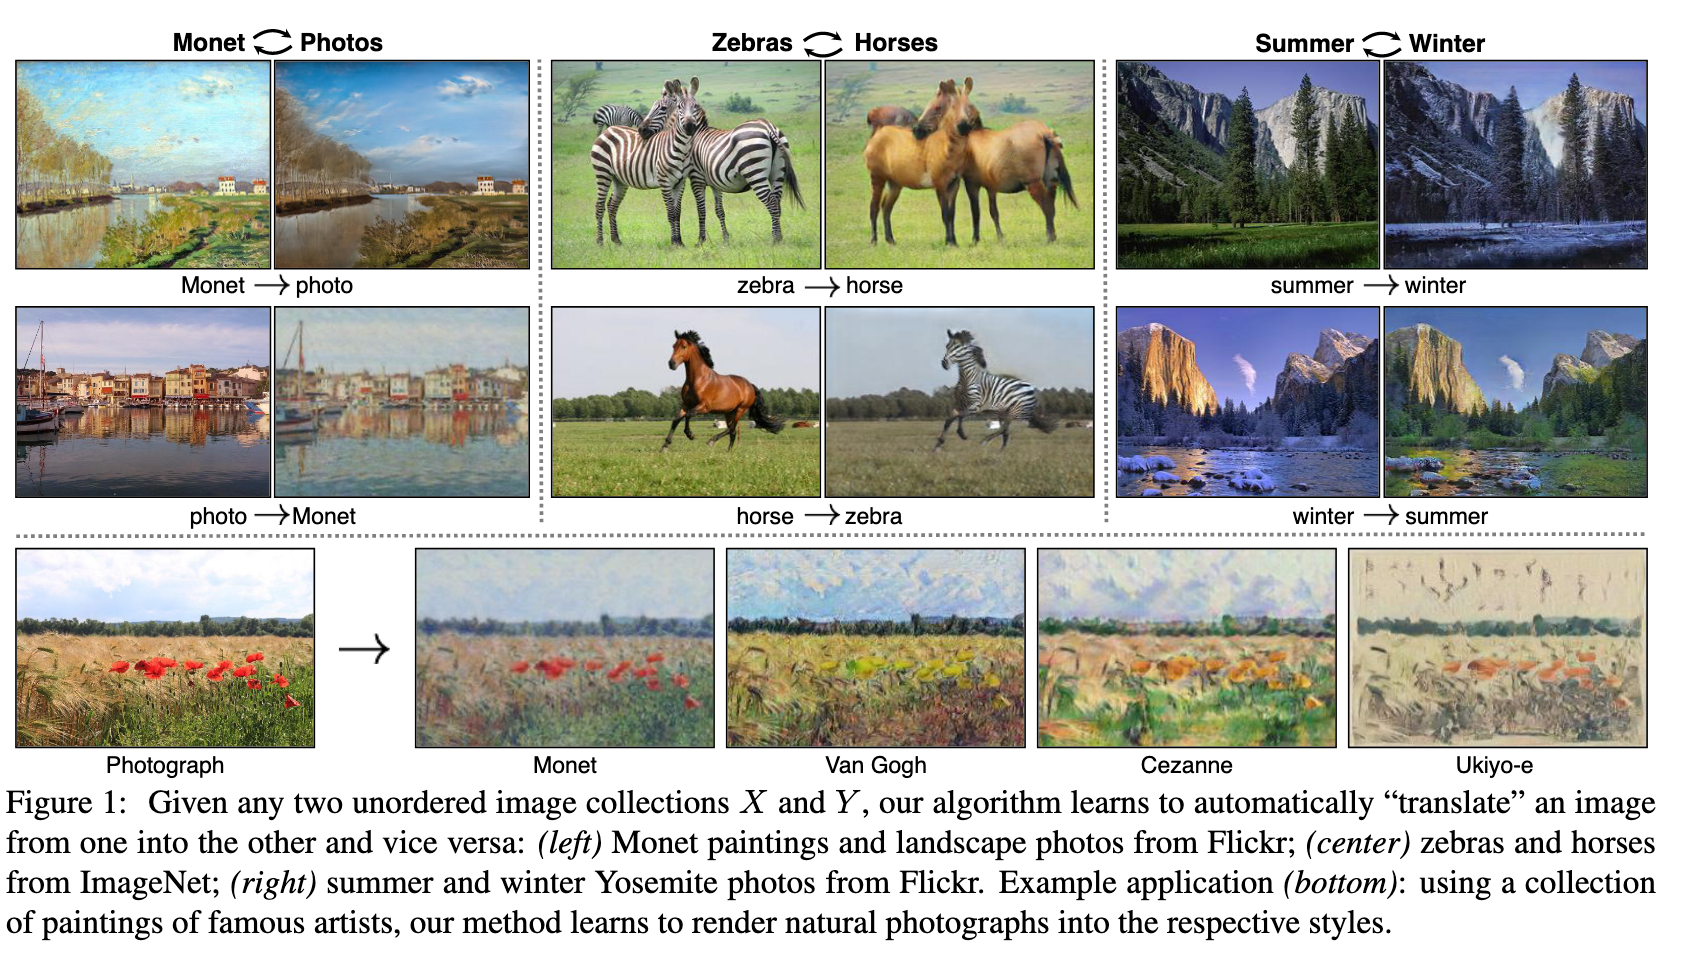 Monet Photos
Zebras Horses
Summer Winter
Monet → photo
zebra → horse
summer → winter
photo → Monet
horse → zebra
winter → summer
→
Photograph
Monet
Van Gogh
Cezanne
Ukiyo-e
Figure 1: Given any two unordered image collections X and Y, our algorithm learns to automatically “translate” an image
from one into the other and vice versa: (left) Monet paintings and landscape photos from Flickr; (center) zebras and horses
from ImageNet; (right) summer and winter Yosemite photos from Flickr. Example application (bottom): using a collection
of paintings of famous artists, our method learns to render natural photographs into the respective styles.